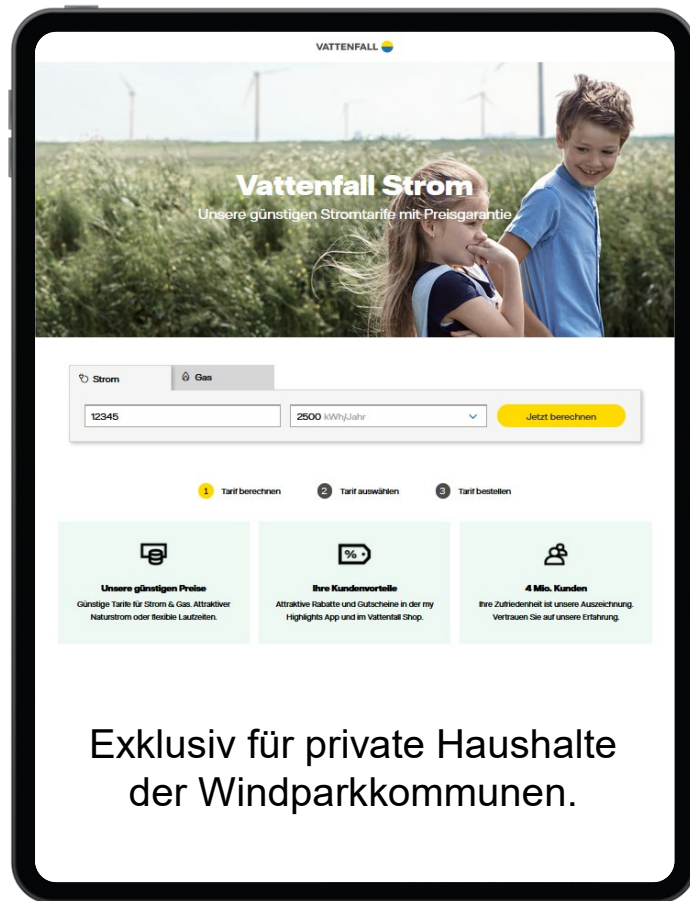 VATTENFALL
Vattenfall Strom
Unsere günstigen Stromtarife mit Preisgarantie
Strom
Gas
12345
2500 kWh/Jahr
Jetzt berechnen
1 Tarif berechnen
2 Tarif auswählen
3 Tarif bestellen
Unsere günstigen Preise
Günstige Tarife für Strom & Gas. Attraktiver
Naturstrom oder flexible Laufzeiten.
%
Ihre Kundenvorteile
Attraktive Rabatte und Gutscheine in der my
Highlights App und im Vattenfall Shop.
4 Mio. Kunden
Ihre Zufriedenheit ist unsere Auszeichnung.
Vertrauen Sie auf unsere Erfahrung.
Exklusiv für private Haushalte
der Windparkkommunen.